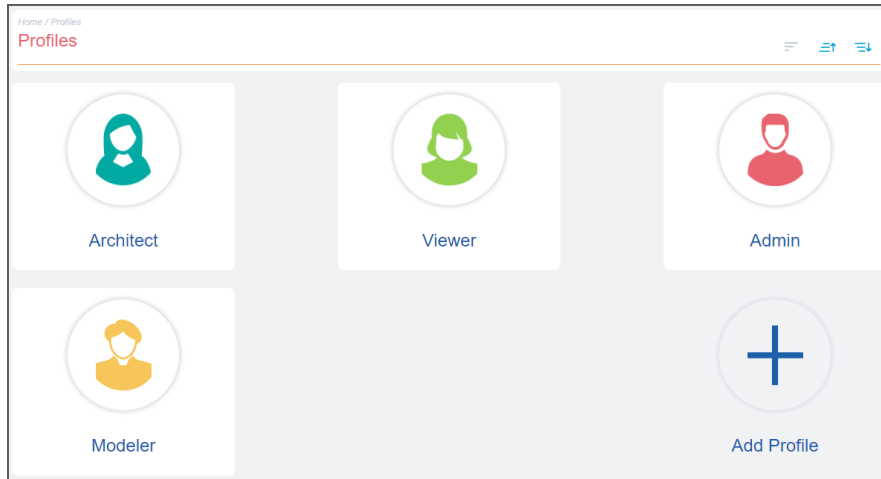 Home / Profiles
Profiles
Architect
Viewer
Admin
Modeler
Add Profile